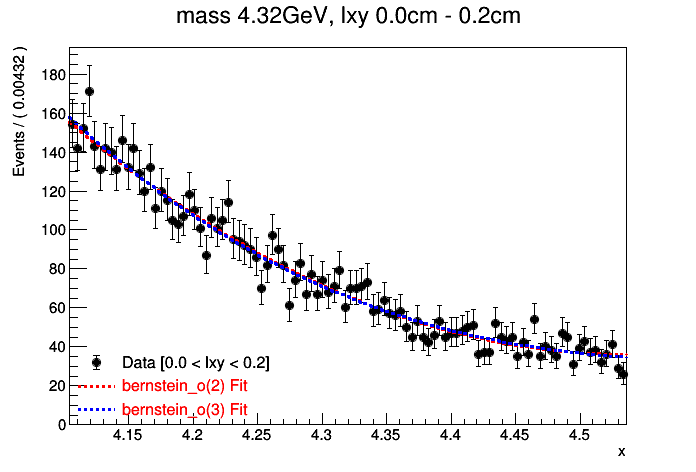 mass 4.32GeV, lxy 0.0cm - 0.2cm
Events / ( 0.00432 )
180
160
140
120
100
80
60
40
20
0
Data [0.0 < lxy < 0.2]
bernstein_o(2) Fit
bernstein_o(3) Fit
4.15 4.2 4.25 4.3 4.35 4.4 4.45 4.5
x